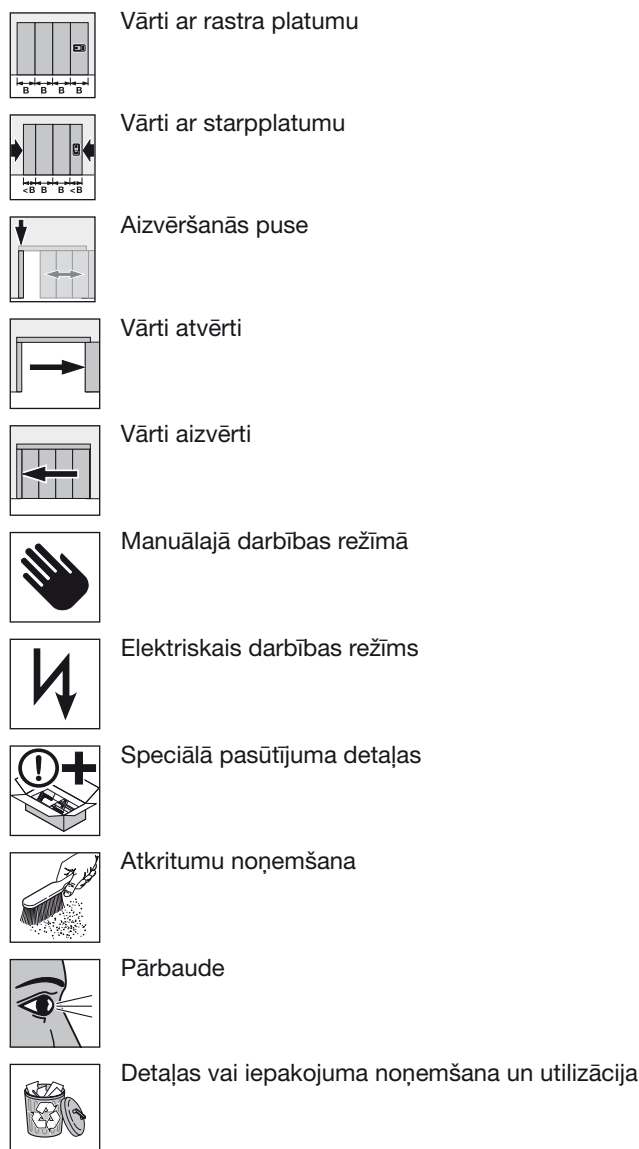 B B B B
Vārti ar rastra platumu
<B B B <B
Vārti ar starpplatumu
Aizvēršanās puse
Vārti atvērti
Vārti aizvērti
Manuālajā darbības režīmā
Elektriskais darbības režīms
Speciālā pasūtījuma detaļas
Atkritumu noņemšana
Pārbaude
Detaļas vai iepakojuma noņemšana un utilizācija